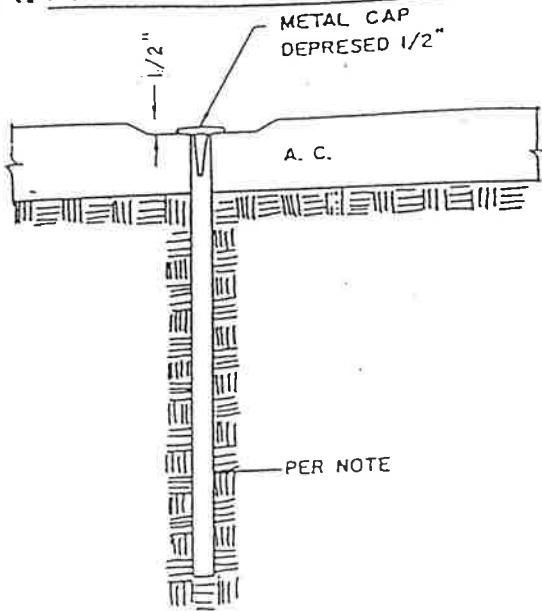 METAL CAP
DEPRESED 1/2"
1/2"
A. C.
PER NOTE